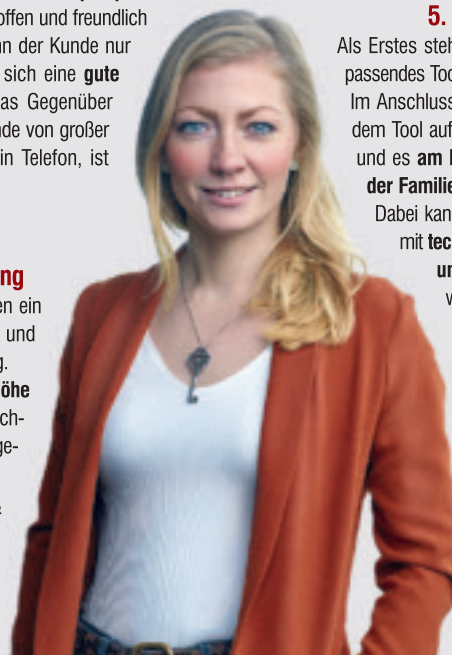 offen und freundlich
n der Kunde nur
sich eine gute
as Gegenüber
nde von großer
in Telefon, ist
ng
en ein
und
g.
öhe
ch-
ge-
5.
Als Erstes steh
passendes Too
Im Anschluss
dem Tool auf
und es am
der Familie
Dabei kan
mit tec
un